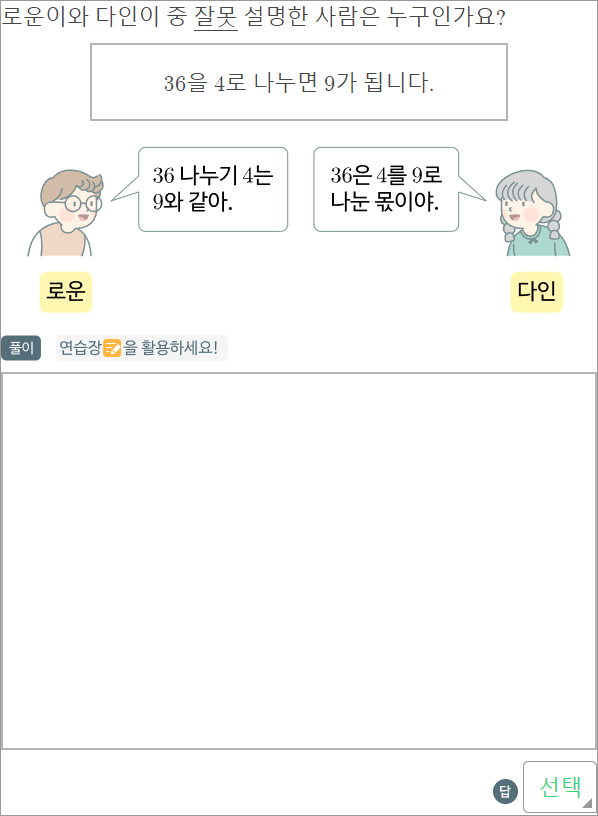 로운이와 다인이 중 잘못 설명한 사람은 누구인가요?
36을 4로 나누면 9가 됩니다.
36 나누기 4는
9와 같아.
36은 4를 9로
나눈 몫이야.
로운
다인
풀이
연습장을 활용하세요!
답
선택